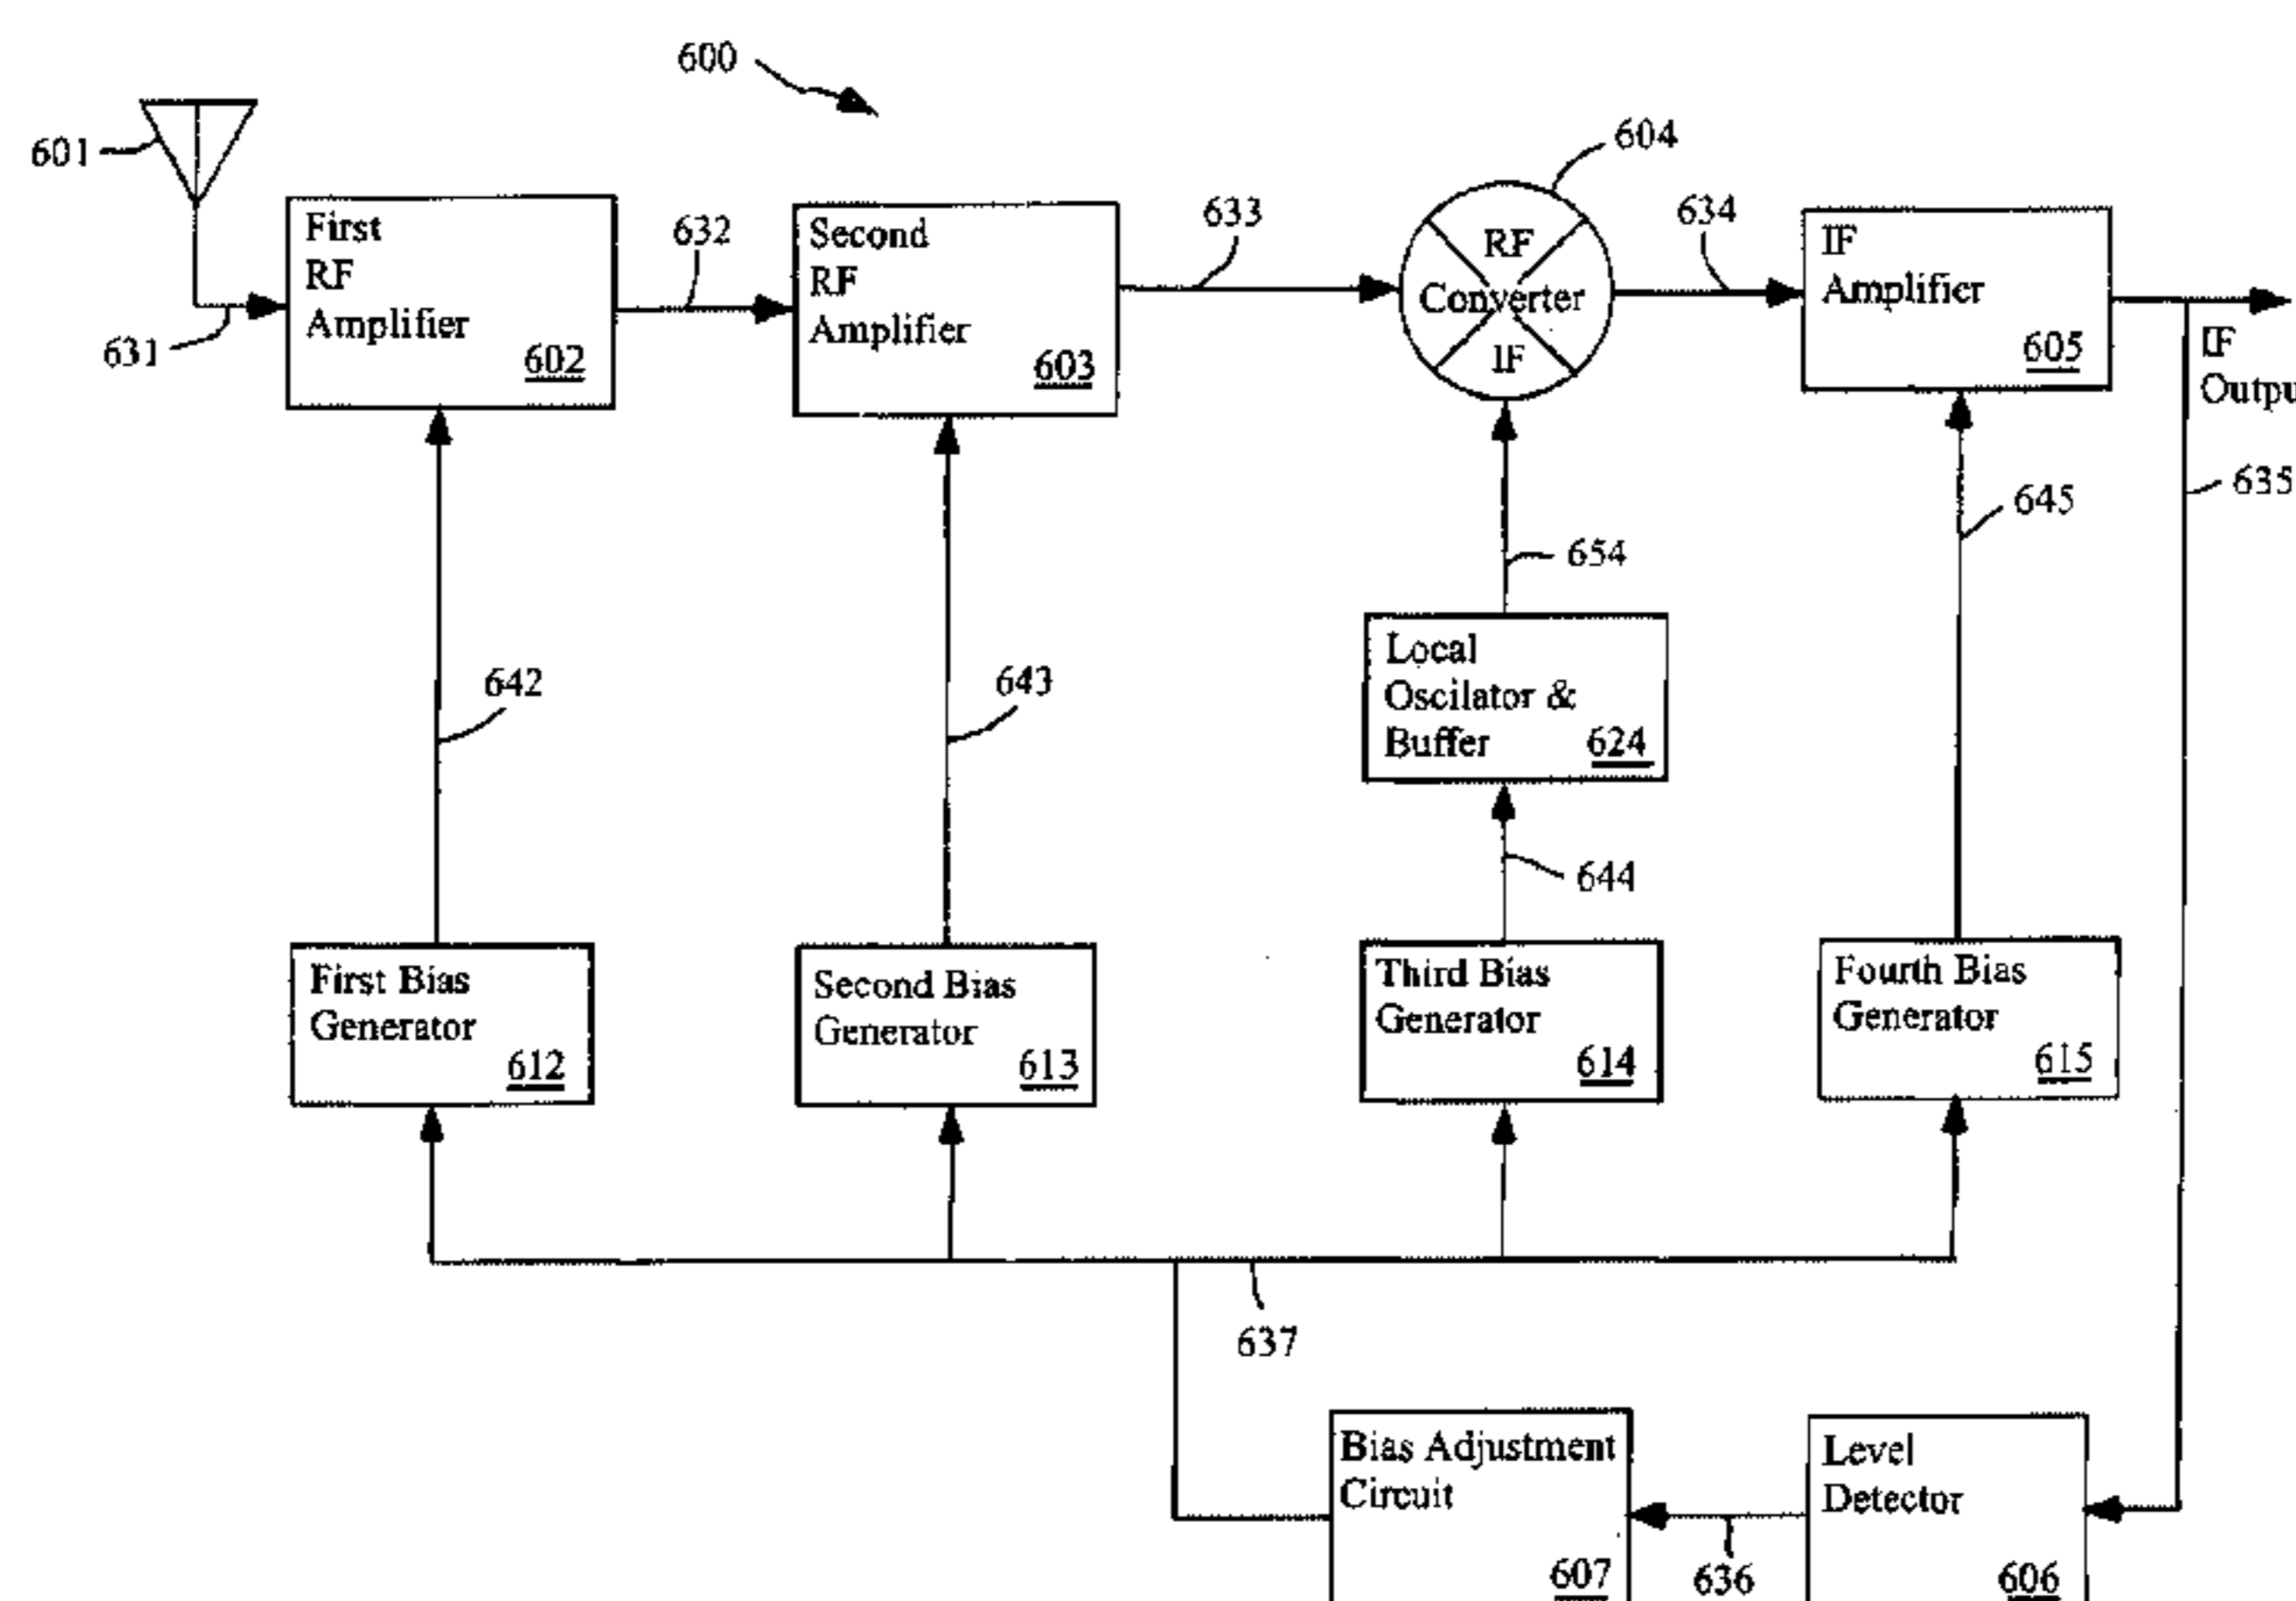 600
601
604
First
RF
Amplifier
602
632
Second
RF
Amplifier
603
633
RF
Converter
IF
634
IF
Amplifier
605
631
IF
635
645
654
642
643
Local
Oscilator &
Buffer
624
644
First Bias
Generator
612
Second Bias
Generator
613
Third Bias
Generator
614
Fourth Bias
Generator
615
637
Bias Adjustment
Circuit
607
636
Level
Detector
606